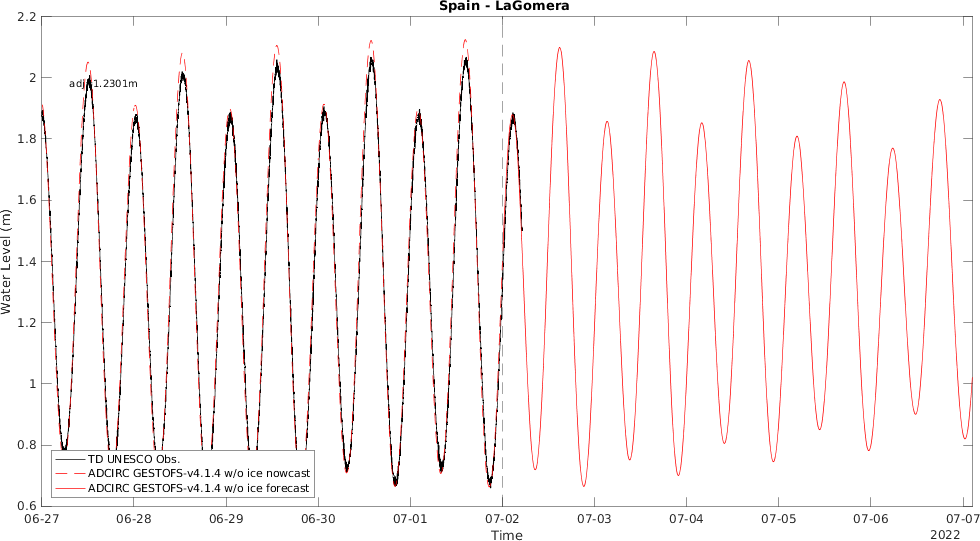 Spain - LaGomera
Water Level (m)
2.2
2
1.8
1.6
1.4
1.2
1
0.8
0.6
TD UNESCO Obs.
ADCIRC GESTOFS-v4.1.4 w/o ice nowcast
ADCIRC GESTOFS-v4.1.4 w/o ice forecast
06-27 06-28 06-29 06-30 07-01 07-02 07-03 07-04 07-05 07-06 07-07
Time
2022